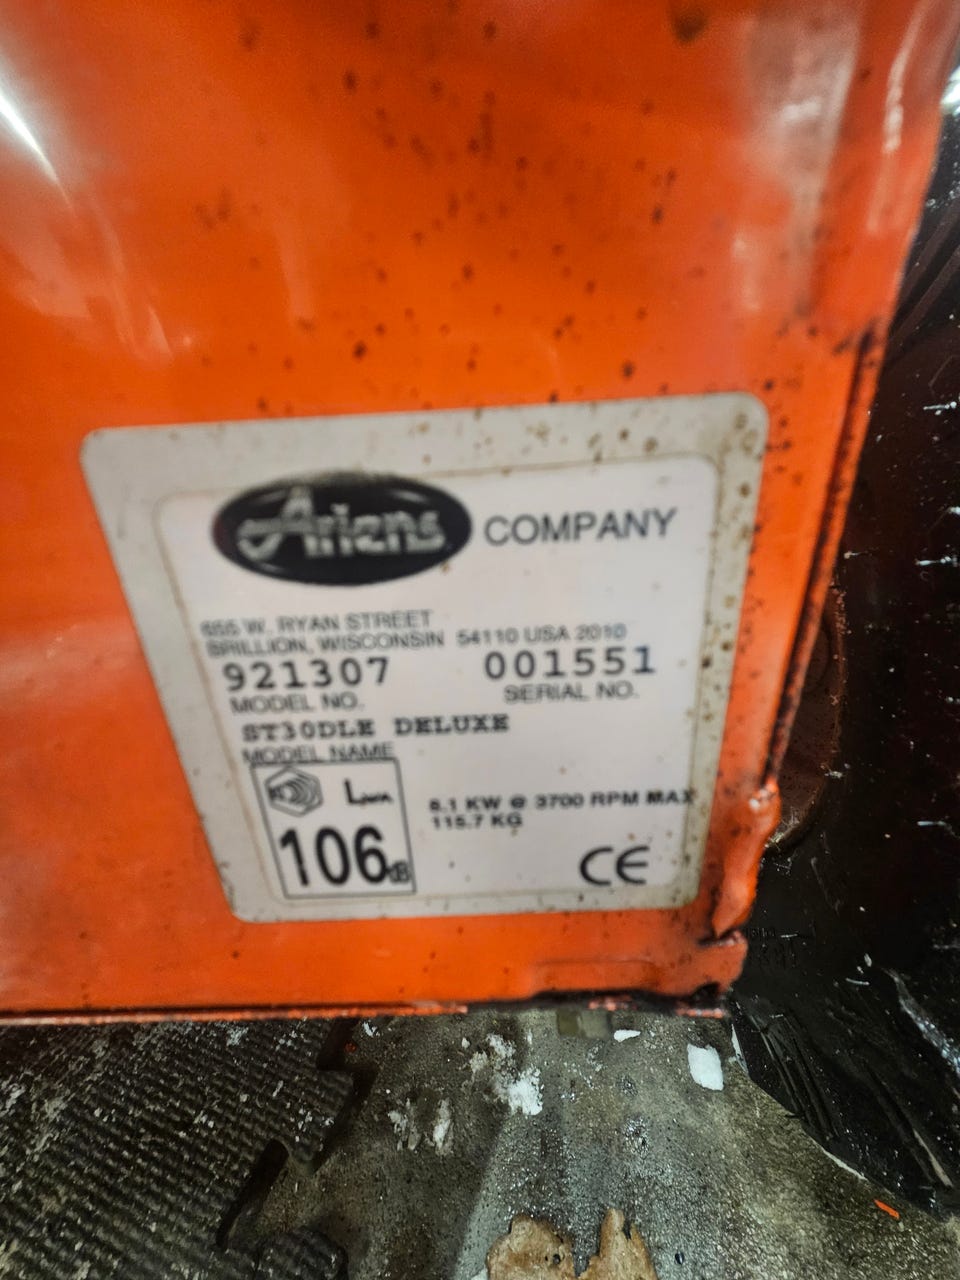 Ariens COMPANY
655 W. RYAN STREET
BRILLION, WISCONSIN 54110 USA 2010
921307 001551
MODEL NO. SERIAL NO.
ST30DLE DELUXE
MODEL NAME
LWA
8.1 KW @ 3700 RPM MAX
115.7 KG
106dB
CE